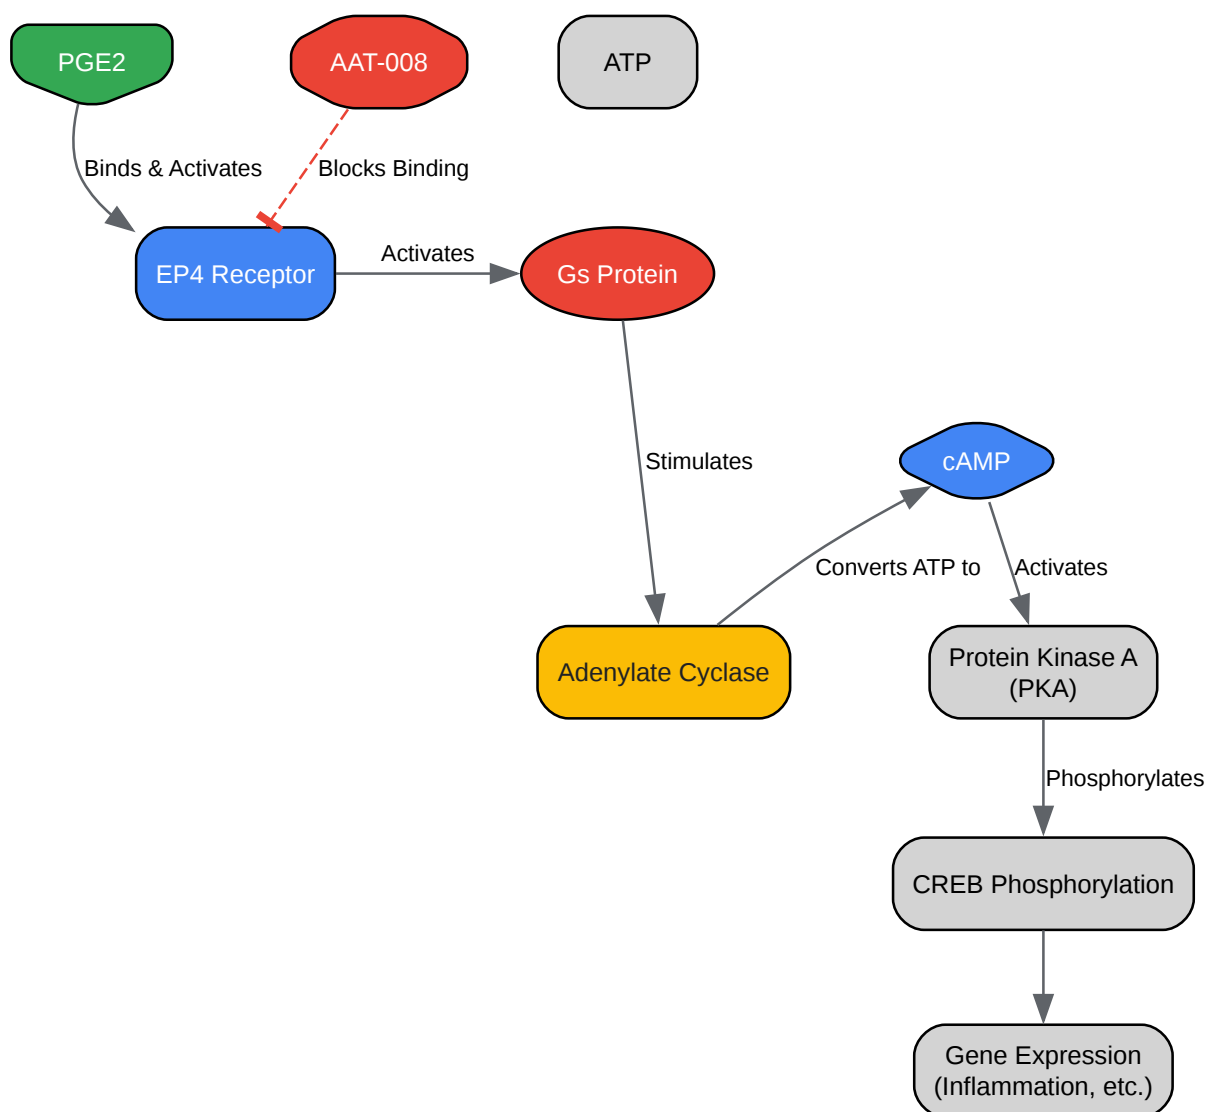 PGE2
AAT-008
ATP
Binds & Activates
Blocks Binding
EP4 Receptor
Activates
Gs Protein
Stimulates
cAMP
Converts ATP to
Activates
Adenylate Cyclase
Protein Kinase A
(PKA)
Phosphorylates
CREB Phosphorylation
Gene Expression
(Inflammation, etc.)